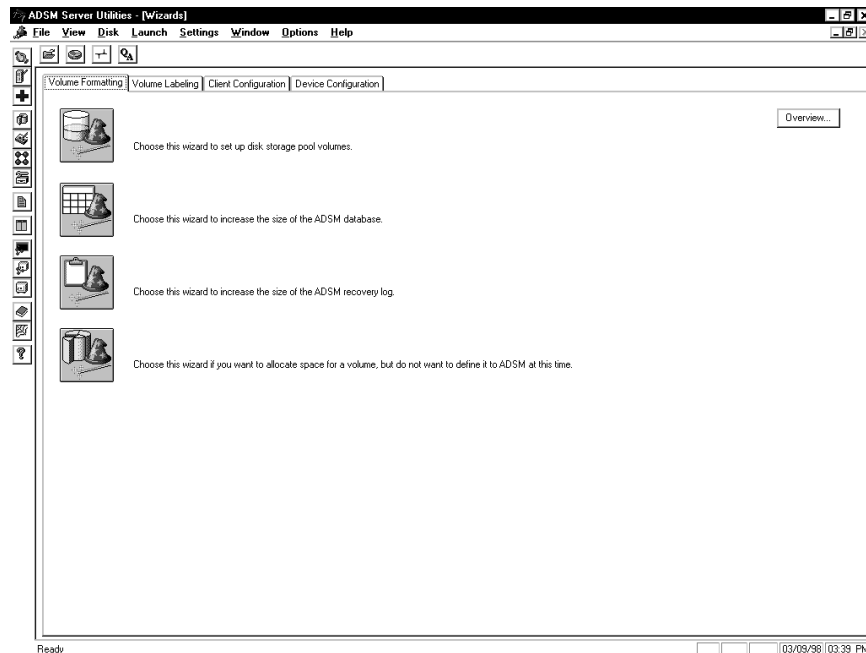 ADSM Server Utilities - [Wizards]
File View Disk Launch Settings Window Options Help
Volume Formatting Volume Labeling Client Configuration Device Configuration
Overview...
Choose this wizard to set up disk storage pool volumes.
Choose this wizard to increase the size of the ADSM database.
Choose this wizard to increase the size of the ADSM recovery log.
Choose this wizard if you want to allocate space for a volume, but do not want to define it to ADSM at this time.
Ready 03/09/98 03:39 PM